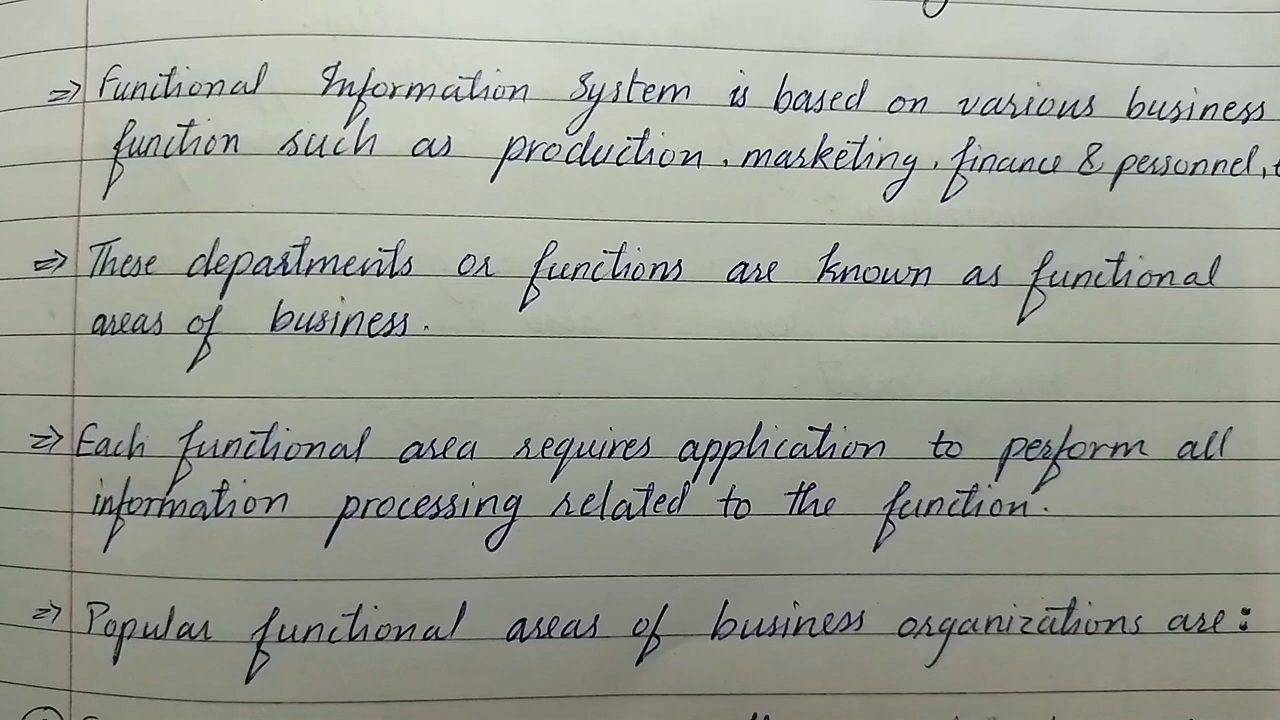 ⇒ Functional Information System is based on various business
function such as production, marketing, finance & personnel,
⇒ These departments or functions are known as functional
areas of business.
⇒ Each functional area requires application to perform all
information processing related to the function.
⇒ Popular functional areas of business organizations are: